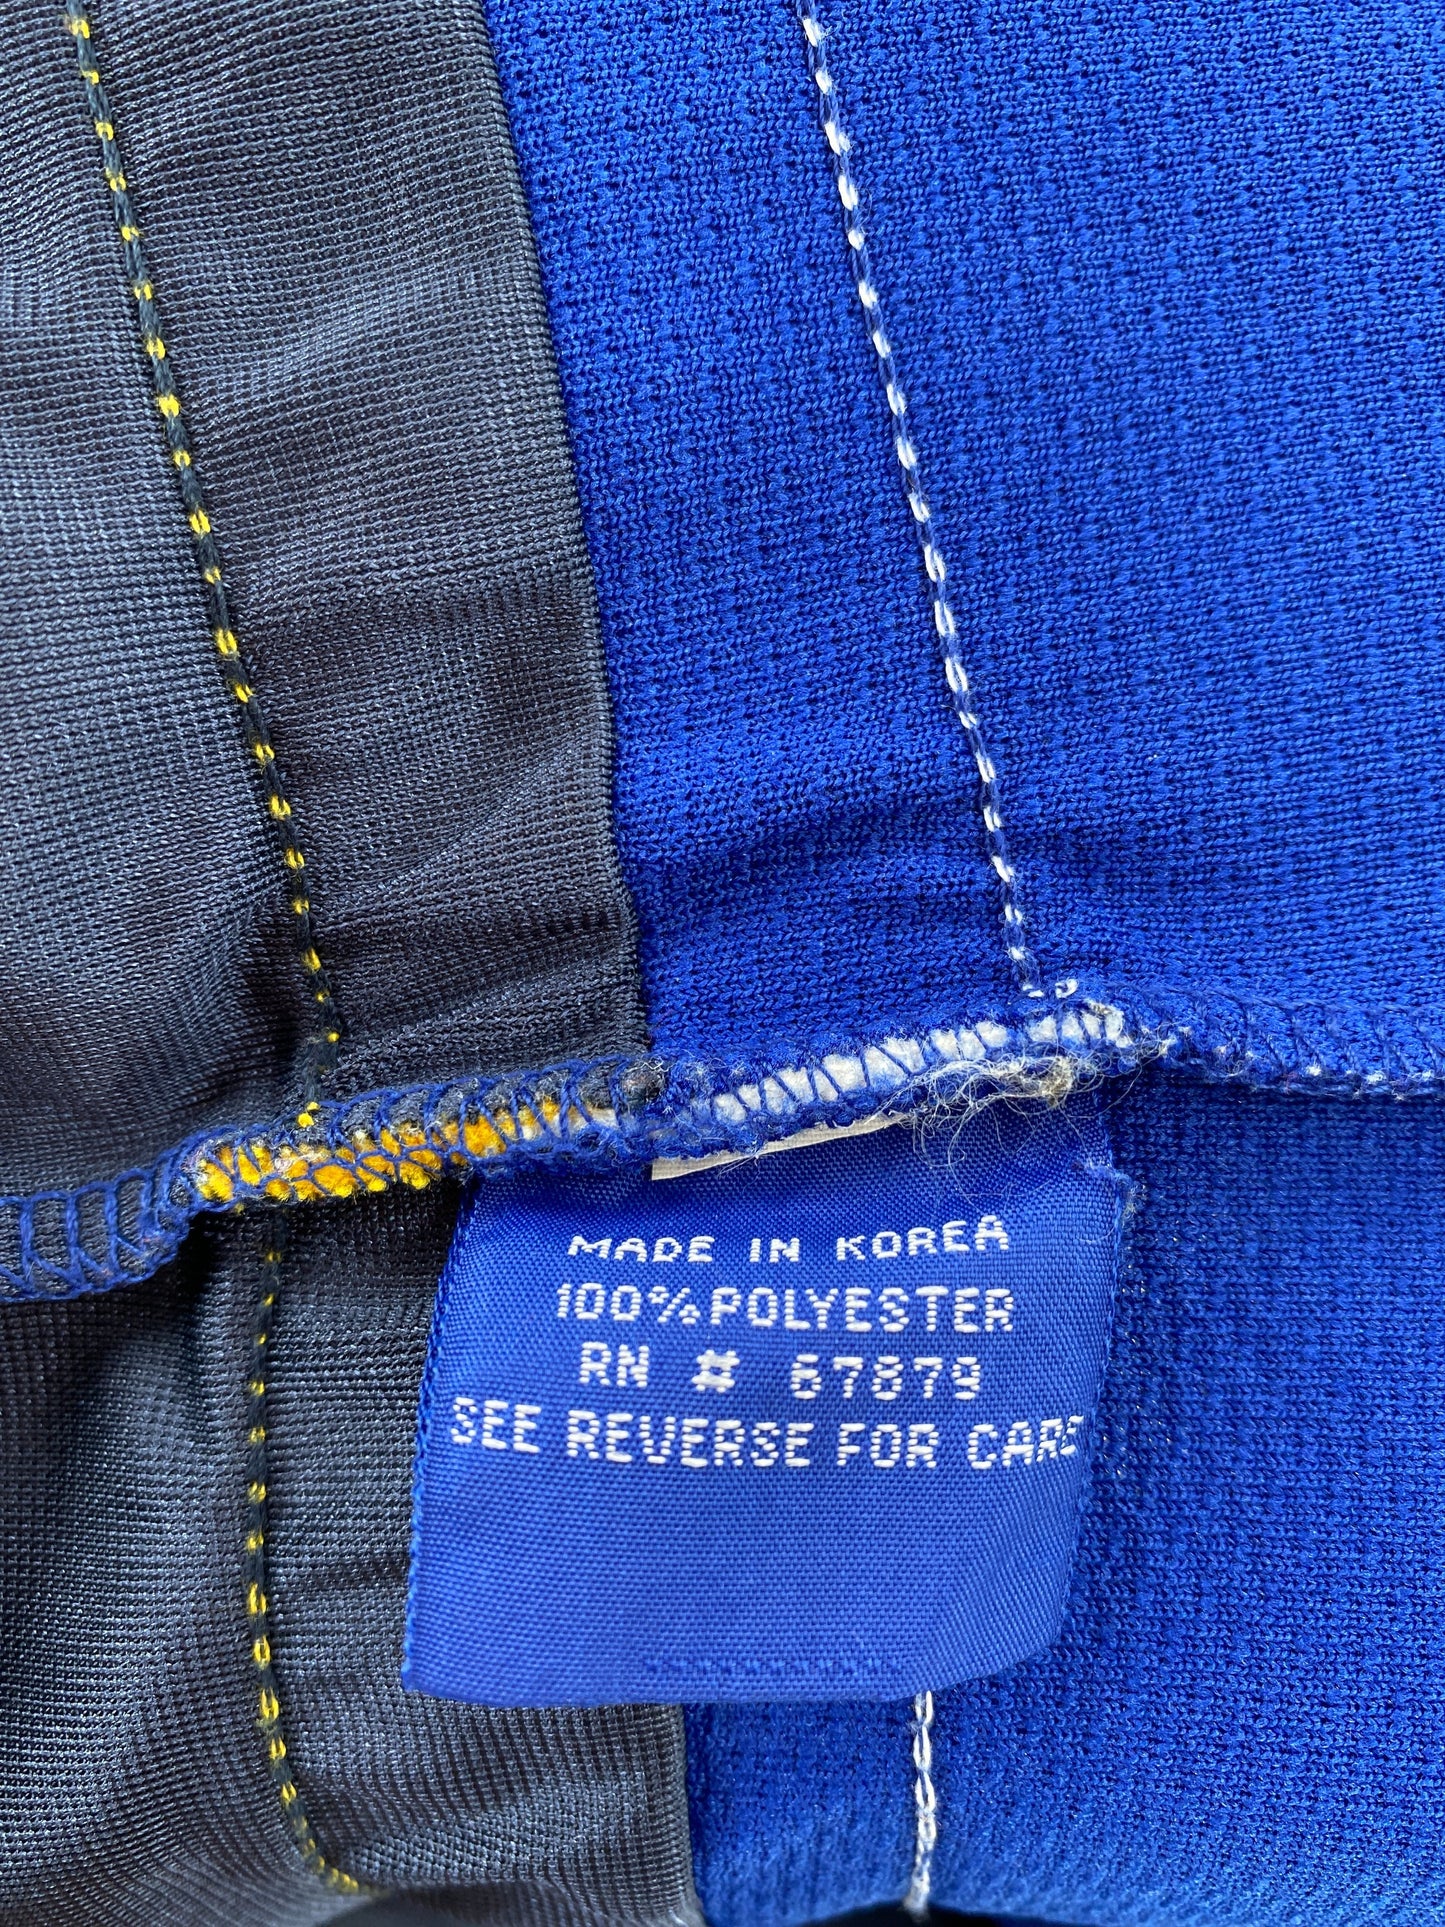 MADE IN KOREA
100% POLYESTER
RN # 67879
SEE REVERSE FOR CARE